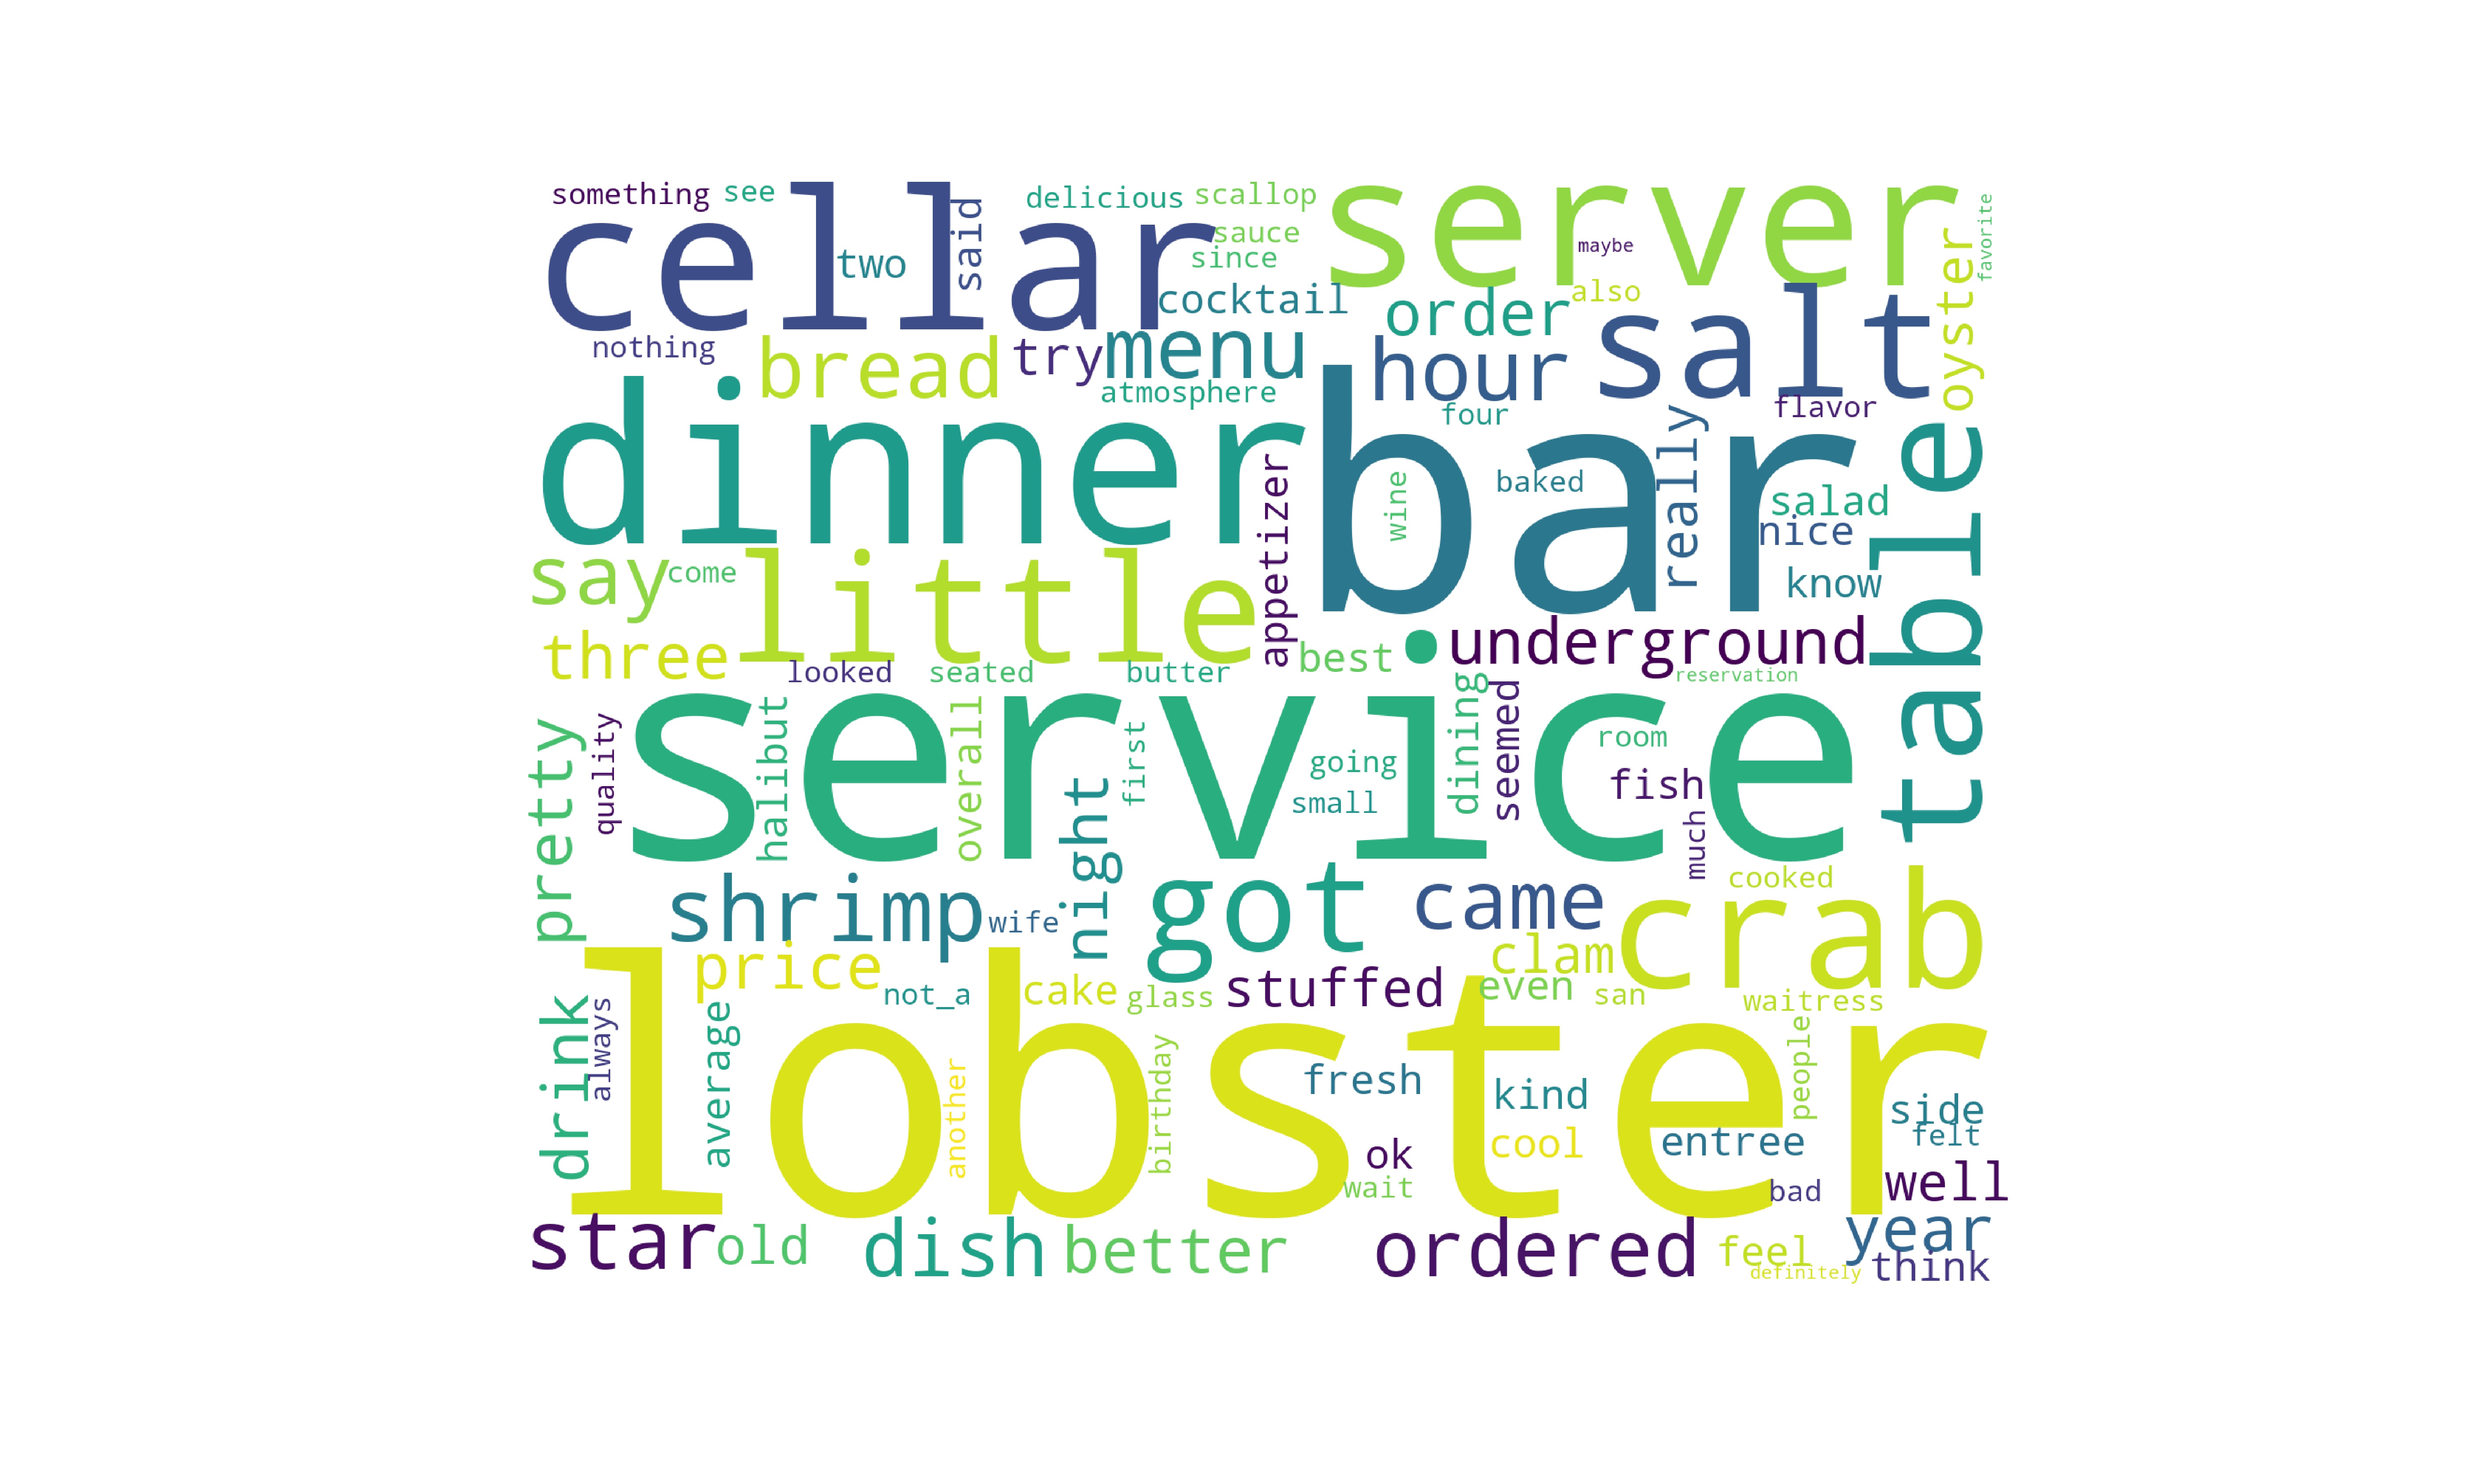 something
see
cellar
said
two
delicious
scallop
sauce
since
server
maybe
favorite
oyster
cocktail
order
also
salt
nothing
bread
try
menu
hour
atmosphere
four
flavor
dinner
bar
really
appetizer
wine
baked
salad
nice
know
table
say
come
little
three
best
underground
looked
seated
butter
reservation
service
pretty
quality
halibut
overall
first
night
going
small
dining
seemed
room
fish
much
shrimp
wife
got
came
cooked
crab
price
clam
not_a
cake
glass
stuffed
even
san
waitress
lobster
drink
always
average
another
birthday
fresh
kind
people
side
felt
ok
cool
entree
wait
bad
well
star
old
dish
better
ordered
feel
year
definitely
think